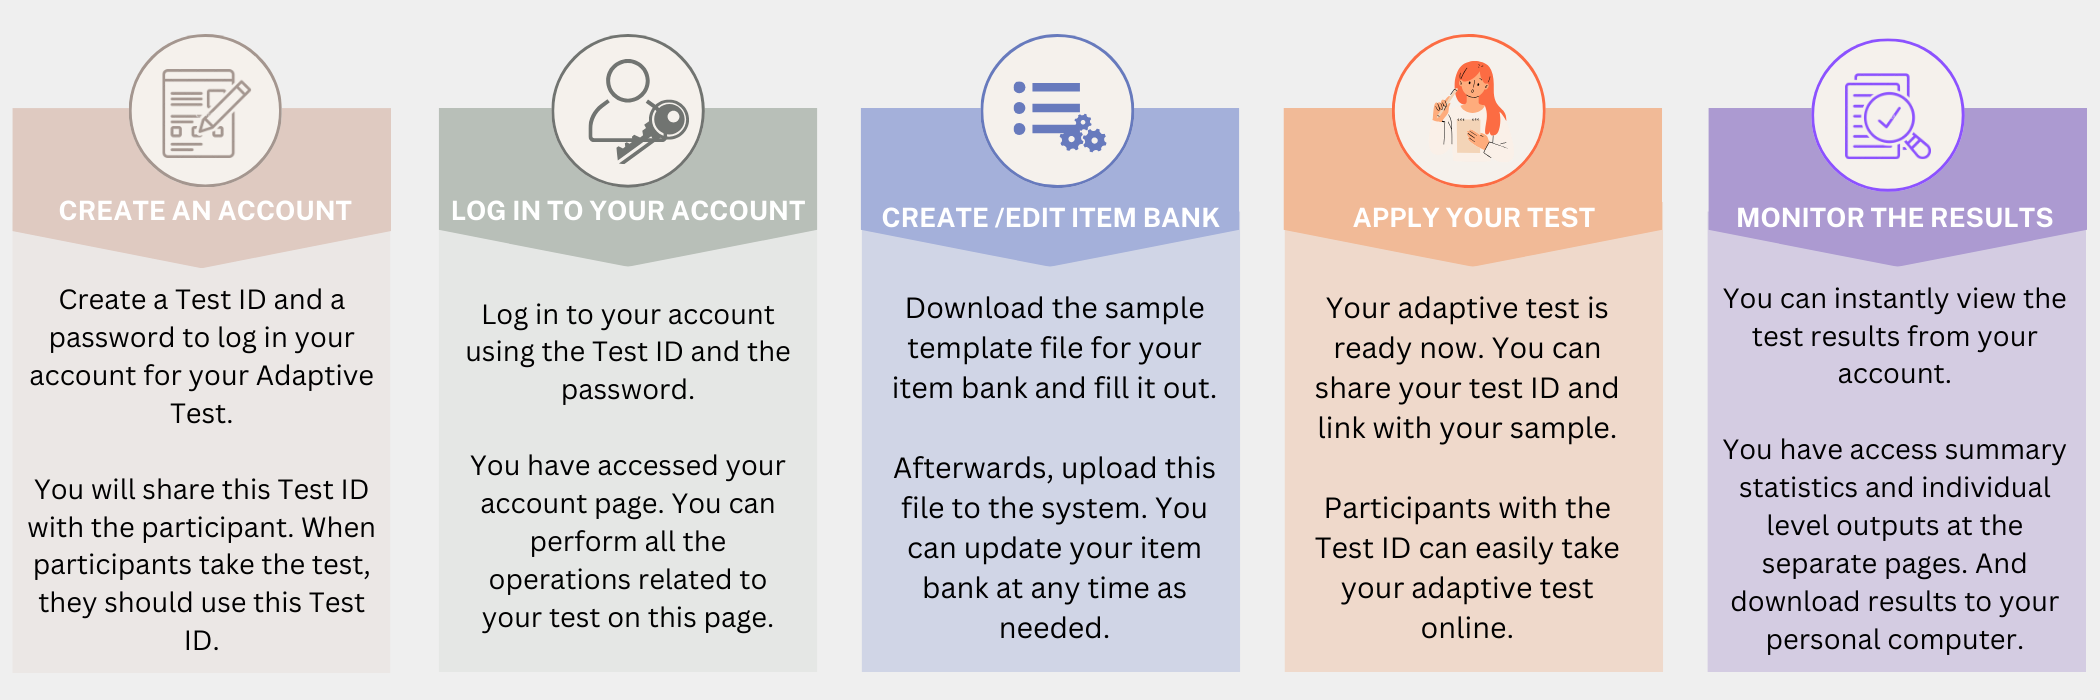 CREATE AN ACCOUNT
Create a Test ID and a
password to log in your
account for your Adaptive
Test.
You will share this Test ID
with the participant. When
participants take the test,
they should use this Test
ID.
LOG IN TO YOUR ACCOUNT
Log in to your account
using the Test ID and the
password.
You have accessed your
account page. You can
perform all the
operations related to
your test on this page.
CREATE /EDIT ITEM BANK
Download the sample
template file for your
item bank and fill it out.
Afterwards, upload this
file to the system. You
can update your item
bank at any time as
needed.
APPLY YOUR TEST
Your adaptive test is
ready now. You can
share your test ID and
link with your sample.
Participants with the
Test ID can easily take
your adaptive test
online.
MONITOR THE RESULTS
You can instantly view the
test results from your
account.
You have access summary
statistics and individual
level outputs at the
separate pages. And
download results to your
personal computer.